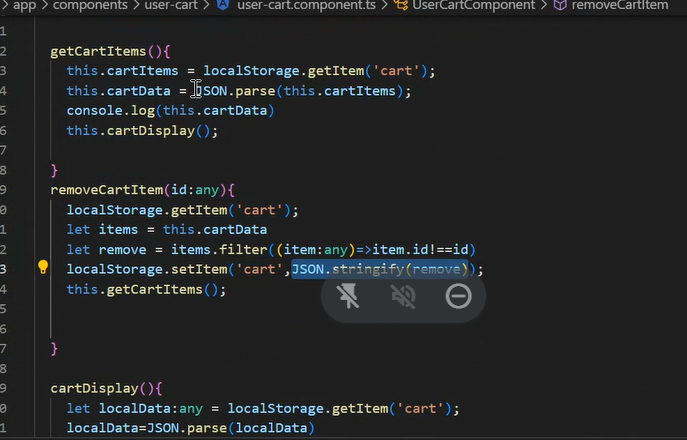 > app > components > user-cart > user-cart.component.ts > UserCartComponent > removeCartItem
1
2 getCartItems(){
3 this.cartItems = localStorage.getItem('cart');
4 this.cartData = JSON.parse(this.cartItems);
5 console.log(this.cartData)
6 this.cartDisplay();
7
8 }
9 removeCartItem(id:any){
0 localStorage.getItem('cart');
1 let items = this.cartData
2 let remove = items.filter((item:any)=>item.id!==id)
3 localStorage.setItem('cart',JSON.stringify(remove));
4 this.getCartItems();
5
6
7 }
8
9 cartDisplay(){
0 let localData:any = localStorage.getItem('cart');
1 localData=JSON.parse(localData)